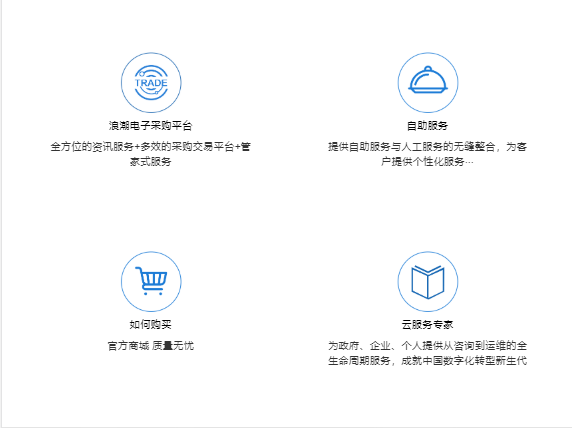 TRADE
浪潮电子采购平台
全方位的资讯服务+多效的采购交易平台+管
家式服务
自助服务
提供自助服务与人工服务的无缝整合，为客
户提供个性化服务···
如何购买
官方商城 质量无忧
云服务专家
为政府、企业、个人提供从咨询到运维的全
生命周期服务，成就中国数字化转型新生代